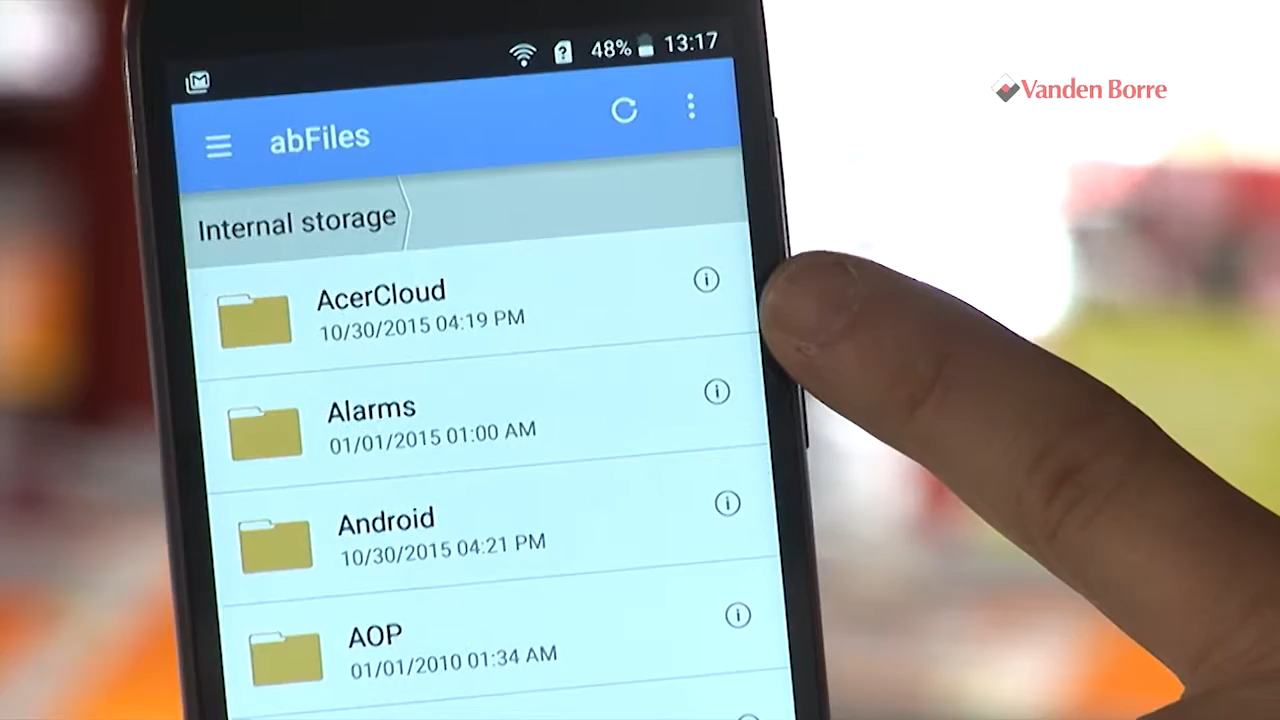 48% 13:17
Vanden Borre
abFiles
Internal storage
AcerCloud
10/30/2015 04:19 PM
Alarms
01/01/2015 01:00 AM
Android
10/30/2015 04:21 PM
AOP
01/01/2010 01:34 AM